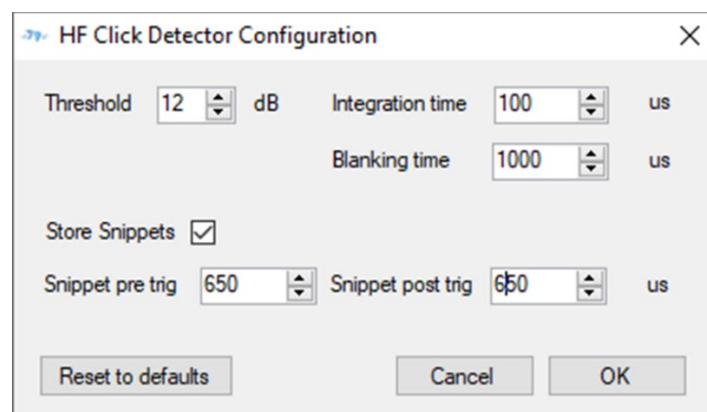 HF Click Detector Configuration
Threshold 12 dB Integration time 100 us
Blanking time 1000 us
Store Snippets
Snippet pre trig 650 Snippet post trig 650 us
Reset to defaults Cancel OK